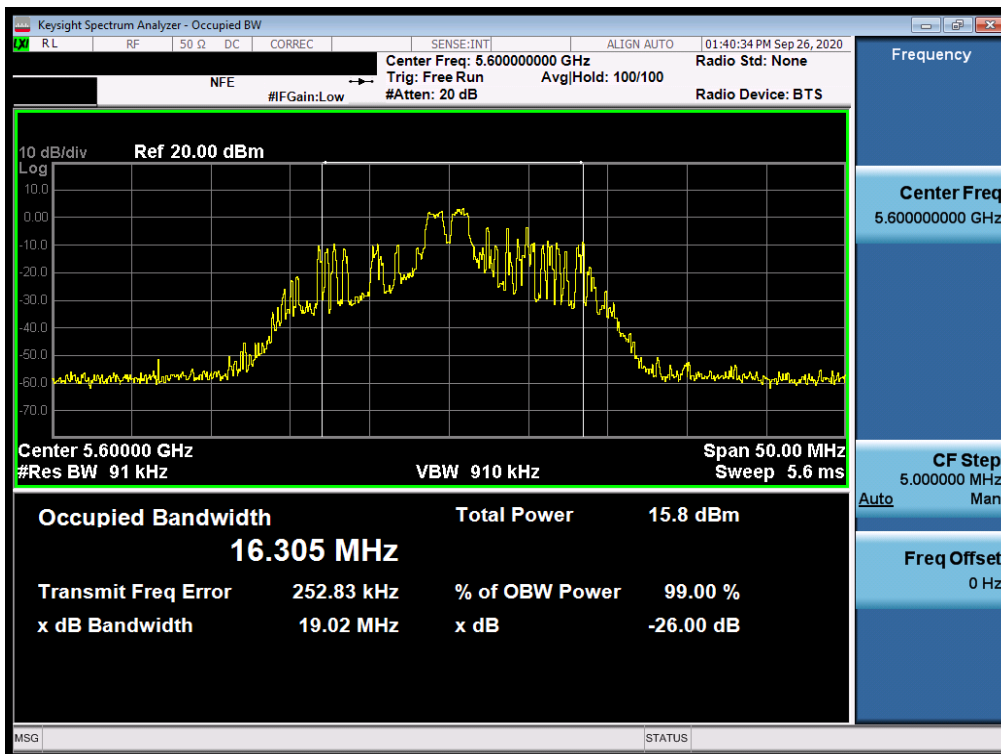 Keysight Spectrum Analyzer - Occupied BW
LXI RL RF 50 Ω DC CORREC SENSE:INT ALIGN AUTO 01:40:34 PM Sep 26, 2020
Center Freq: 5.600000000 GHz Radio Std: None
NFE Trig: Free Run Avg|Hold: 100/100
#IFGain:Low #Atten: 20 dB Radio Device: BTS
10 dB/div Ref 20.00 dBm
Log
10.0
0.00
-10.0
-20.0
-30.0
-40.0
-50.0
-60.0
-70.0
Center 5.60000 GHz Span 50.00 MHz
#Res BW 91 kHz VBW 910 kHz Sweep 5.6 ms
Occupied Bandwidth Total Power 15.8 dBm
16.305 MHz
Transmit Freq Error 252.83 kHz % of OBW Power 99.00 %
x dB Bandwidth 19.02 MHz x dB -26.00 dB
MSG STATUS
Frequency
Center Freq
5.600000000 GHz
CF Step
5.000000 MHz
Auto Man
Freq Offset
0 Hz